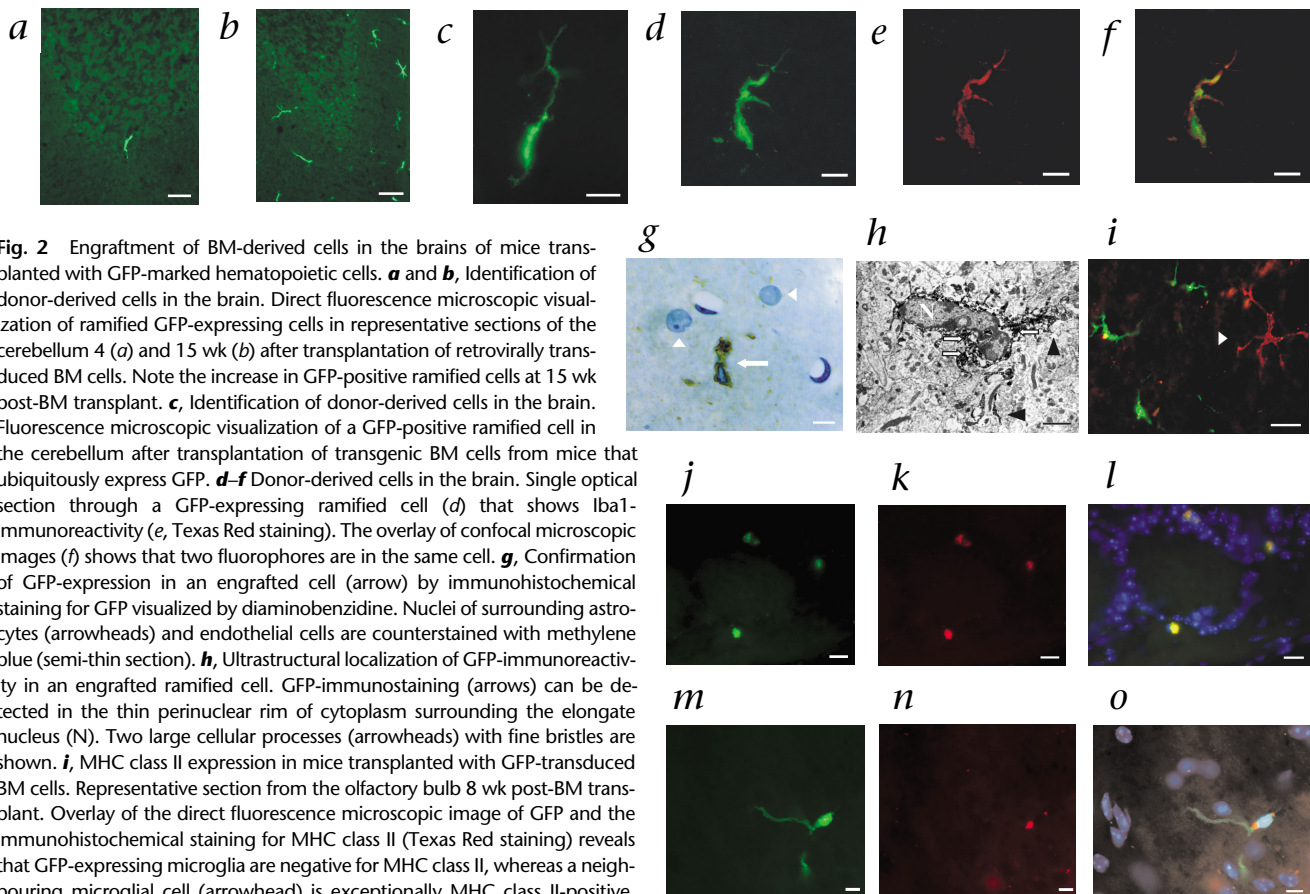 a
b
c
d
e
f
g
h
i
Fig. 2 Engraftment of BM-derived cells in the brains of mice trans-
planted with GFP-marked hematopoietic cells. a and b, Identification of
donor-derived cells in the brain. Direct fluorescence microscopic visual-
ization of ramified GFP-expressing cells in representative sections of the
cerebellum 4 (a) and 15 wk (b) after transplantation of retrovirally trans-
duced BM cells. Note the increase in GFP-positive ramified cells at 15 wk
post-BM transplant. c, Identification of donor-derived cells in the brain.
Fluorescence microscopic visualization of a GFP-positive ramified cell in
the cerebellum after transplantation of transgenic BM cells from mice that
ubiquitously express GFP. d–f Donor-derived cells in the brain. Single optical
section through a GFP-expressing ramified cell (d) that shows Iba1-
immunoreactivity (e, Texas Red staining). The overlay of confocal microscopic
images (f) shows that two fluorophores are in the same cell. g, Confirmation
of GFP-expression in an engrafted cell (arrow) by immunohistochemical
staining for GFP visualized by diaminobenzidine. Nuclei of surrounding astro-
cytes (arrowheads) and endothelial cells are counterstained with methylene
blue (semi-thin section). h, Ultrastructural localization of GFP-immunoreactiv-
ity in an engrafted ramified cell. GFP-immunostaining (arrows) can be de-
tected in the thin perinuclear rim of cytoplasm surrounding the elongate
nucleus (N). Two large cellular processes (arrowheads) with fine bristles are
shown. i, MHC class II expression in mice transplanted with GFP-transduced
BM cells. Representative section from the olfactory bulb 8 wk post-BM trans-
plant. Overlay of the direct fluorescence microscopic image of GFP and the
immunohistochemical staining for MHC class II (Texas Red staining) reveals
that GFP-expressing microglia are negative for MHC class II, whereas a neigh-
bouring microglial cell (arrowhead) is exceptionally MHC class II-positive.
N
j
k
l
m
n
o